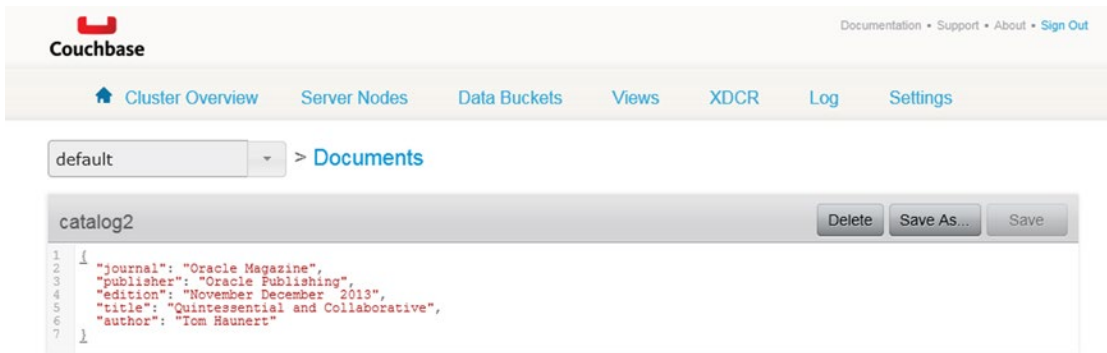 Couchbase
Documentation • Support • About • Sign Out
Cluster Overview Server Nodes Data Buckets Views XDCR Log Settings
default > Documents
catalog2 Delete Save As... Save
1 {
2 "journal": "Oracle Magazine",
3 "publisher": "Oracle Publishing",
4 "edition": "November December  2013",
5 "title": "Quintessential and Collaborative",
6 "author": "Tom Haunert"
7 }